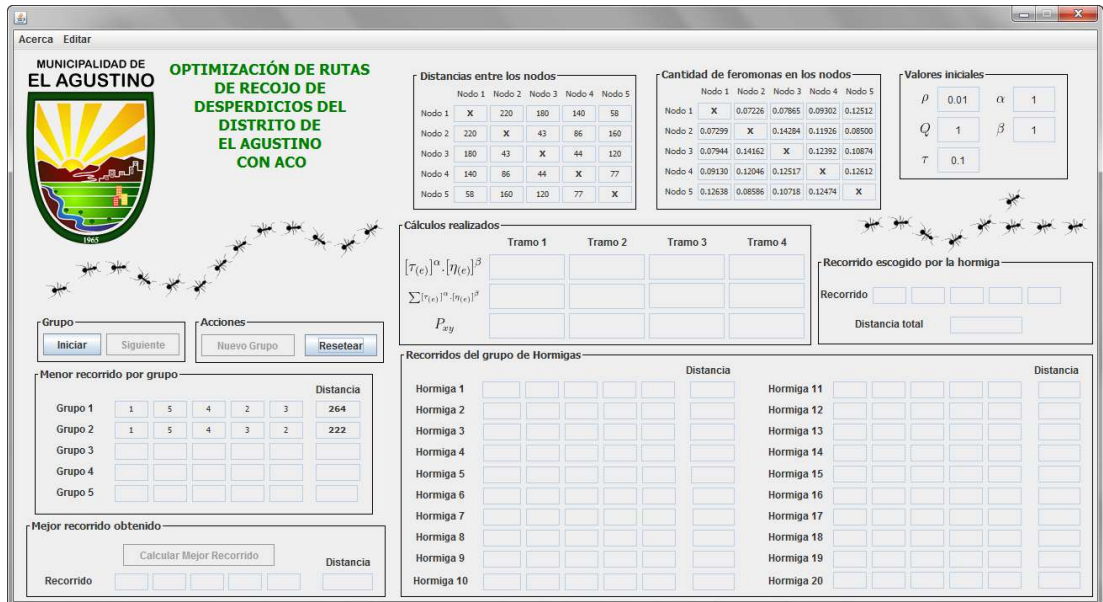 Acerca Editar
MUNICIPALIDAD DE
EL AGUSTINO
1965
OPTIMIZACIÓN DE RUTAS
DE RECOJO DE
DESPERDICIOS DEL
DISTRITO DE
EL AGUSTINO
CON ACO
Distancias entre los nodos
Nodo 1 Nodo 2 Nodo 3 Nodo 4 Nodo 5
Nodo 1 X 220 180 140 58
Nodo 2 220 X 43 86 160
Nodo 3 180 43 X 44 120
Nodo 4 140 86 44 X 77
Nodo 5 58 160 120 77 X
Cantidad de feromonas en los nodos
Nodo 1 Nodo 2 Nodo 3 Nodo 4 Nodo 5
Nodo 1 X 0.07226 0.07865 0.09302 0.12512
Nodo 2 0.07299 X 0.14284 0.11926 0.08500
Nodo 3 0.07944 0.14162 X 0.12392 0.10874
Nodo 4 0.09130 0.12046 0.12517 X 0.12612
Nodo 5 0.12638 0.08586 0.10718 0.12474 X
Valores iniciales
ρ 0.01 α 1
Q 1 β 1
τ 0.1
Cálculos realizados
Tramo 1 Tramo 2 Tramo 3 Tramo 4
[τ(e)]^α.[η(e)]^β
∑[τ(e)]^α.[η(e)]^β
P_xy
Recorrido escogido por la hormiga
Recorrido
Distancia total
Grupo
Iniciar Siguiente
Acciones
Nuevo Grupo Resetear
Menor recorrido por grupo
Distancia
Grupo 1 1 5 4 2 3 264
Grupo 2 1 5 4 3 2 222
Grupo 3
Grupo 4
Grupo 5
Mejor recorrido obtenido
Calcular Mejor Recorrido
Distancia
Recorrido
Recorridos del grupo de Hormigas
Distancia Distancia
Hormiga 1 Hormiga 11
Hormiga 2 Hormiga 12
Hormiga 3 Hormiga 13
Hormiga 4 Hormiga 14
Hormiga 5 Hormiga 15
Hormiga 6 Hormiga 16
Hormiga 7 Hormiga 17
Hormiga 8 Hormiga 18
Hormiga 9 Hormiga 19
Hormiga 10 Hormiga 20